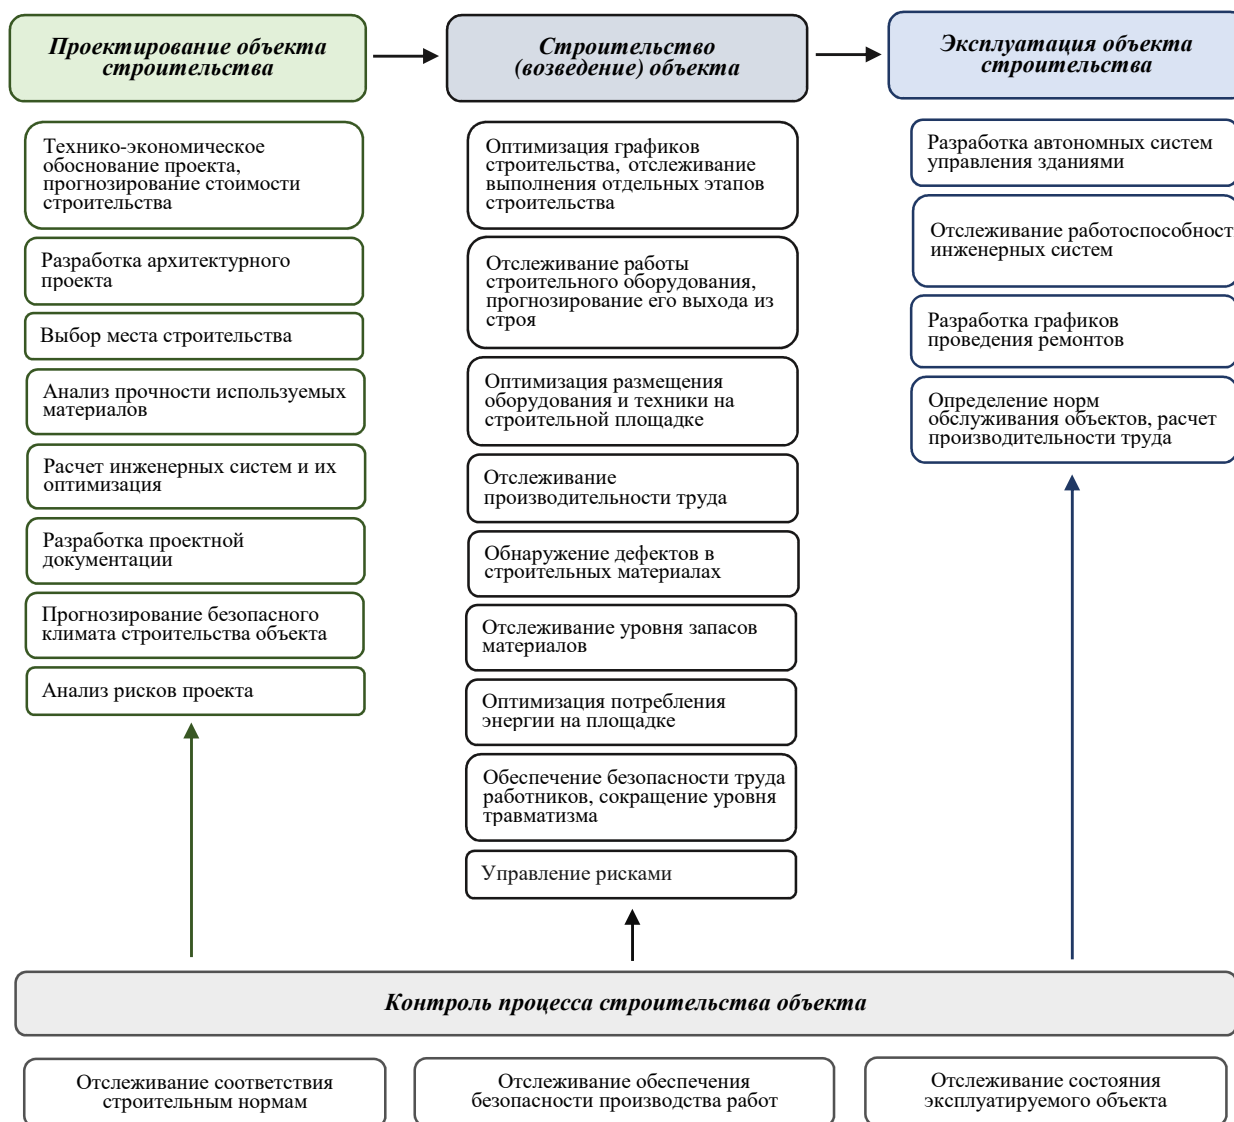 Проектирование объекта
строительства
Строительство
(возведение) объекта
Эксплуатация объекта
строительства
Технико-экономическое
обоснование проекта,
прогнозирование стоимости
строительства
Разработка архитектурного
проекта
Выбор места строительства
Анализ прочности используемых
материалов
Расчет инженерных систем и их
оптимизация
Разработка проектной
документации
Прогнозирование безопасного
климата строительства объекта
Анализ рисков проекта
Оптимизация графиков
строительства, отслеживание
выполнения отдельных этапов
строительства
Отслеживание работы
строительного оборудования,
прогнозирование его выхода из
строя
Оптимизация размещения
оборудования и техники на
строительной площадке
Отслеживание
производительности труда
Обнаружение дефектов в
строительных материалах
Отслеживание уровня запасов
материалов
Оптимизация потребления
энергии на площадке
Обеспечение безопасности труда
работников, сокращение уровня
травматизма
Управление рисками
Разработка автономных систем
управления зданиями
Отслеживание работоспособност
инженерных систем
Разработка графиков
проведения ремонтов
Определение норм
обслуживания объектов, расчет
производительности труда
Контроль процесса строительства объекта
Отслеживание соответствия
строительным нормам
Отслеживание обеспечения
безопасности производства работ
Отслеживание состояния
эксплуатируемого объекта